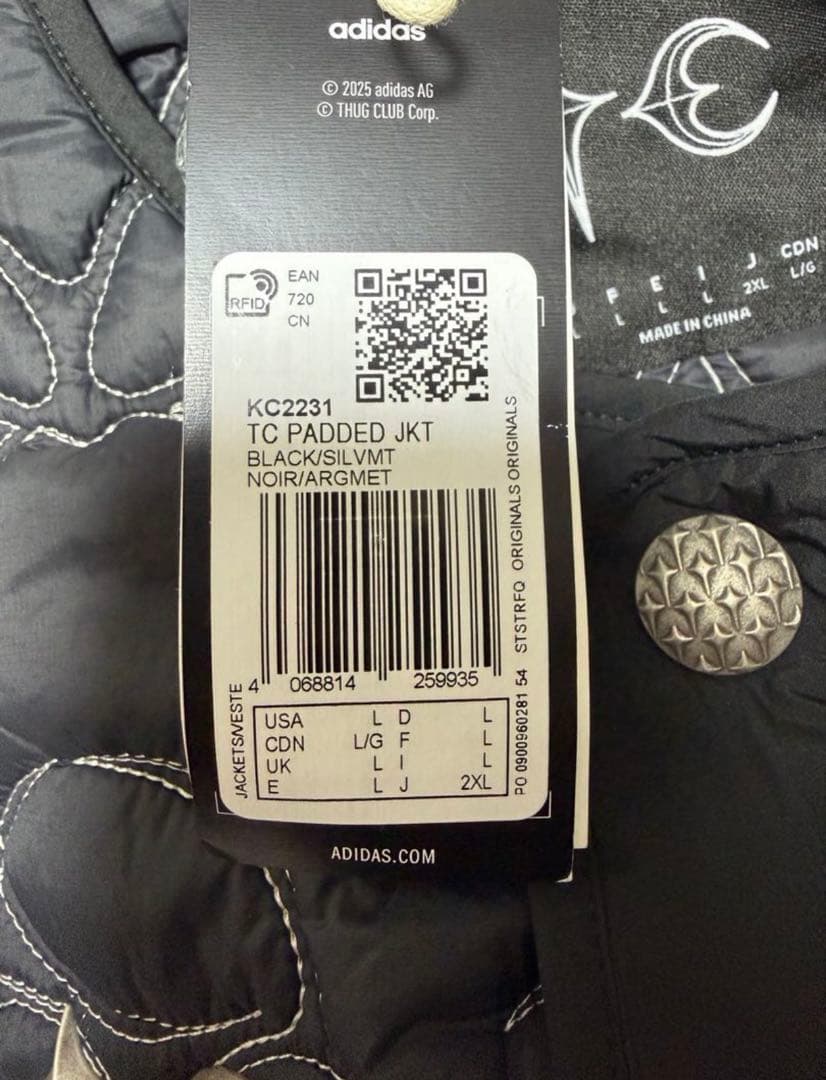 adidas
© 2025 adidas AG
© THUG CLUB Corp.
RFID
EAN
720
CN
KC2231
TC PADDED JKT
BLACK/SILVMT
NOIR/ARGMET
4 068814 259935
JACKETS/VESTE
PO 0900960281 54 STSTRFQ ORIGINALS ORIGINALS
USA L D L
CDN L/G F L
UK L I L
E L J 2XL
ADIDAS.COM
F E I J CDN
L L L 2XL L/G
MADE IN CHINA